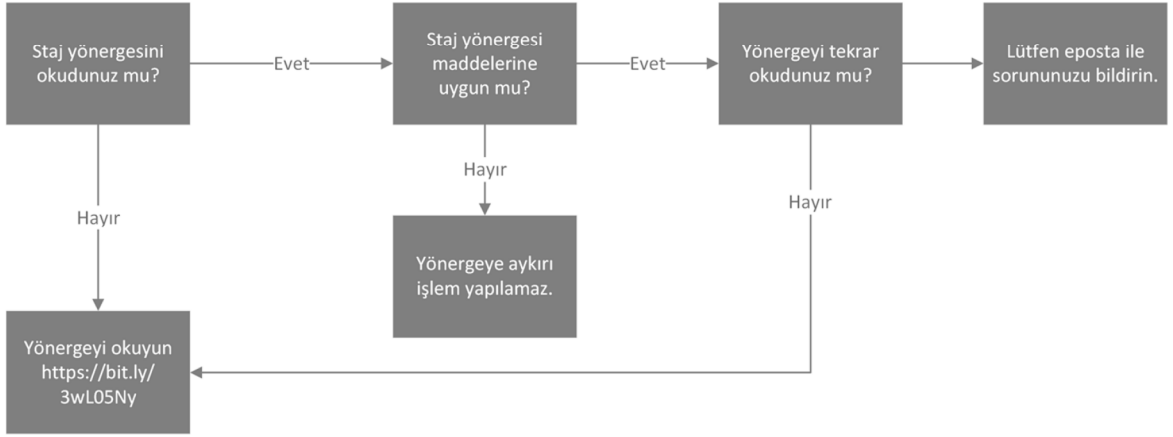 Staj yönergesini
okudunuz mu?
Evet
Staj yönergesi
maddelerine
uygun mu?
Evet
Yönergeyi tekrar
okudunuz mu?
Lütfen eposta ile
sorununuzu bildirin.
Hayır
Hayır
Hayır
Yönergeye aykırı
işlem yapılamaz.
Yönergeyi okuyun
https://bit.ly/
3wL05Ny